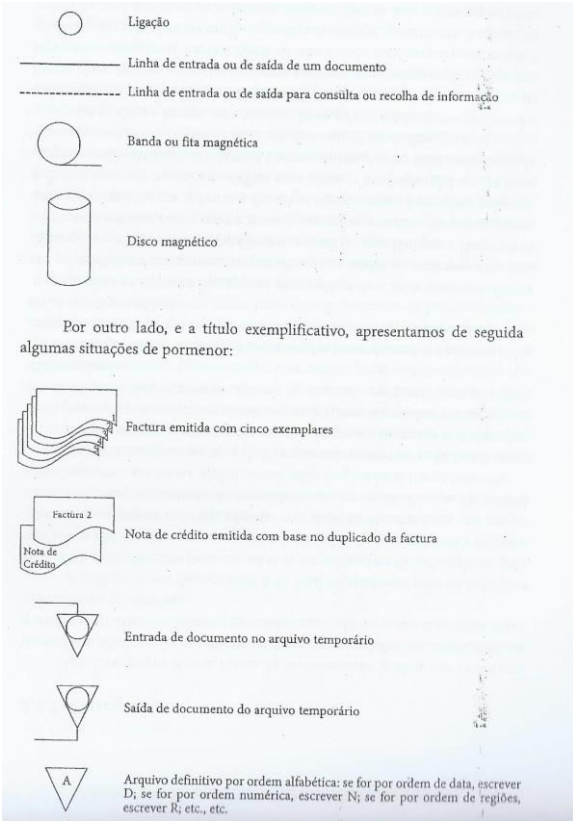 Ligação
Linha de entrada ou de saída de um documento
Linha de entrada ou de saída para consulta ou recolha de informação
Banda ou fita magnética
Disco magnético
Por outro lado, e a título exemplificativo, apresentamos de seguida
algumas situações de pormenor:
Factura emitida com cinco exemplares
Factura 2
Nota de crédito emitida com base no duplicado da factura
Nota de
Crédito
Entrada de documento no arquivo temporário
Saída de documento do arquivo temporário
A
Arquivo definitivo por ordem alfabética: se for por ordem de data, escrever
D; se for por ordem numérica, escrever N; se for por ordem de regiões,
escrever R; etc., etc.